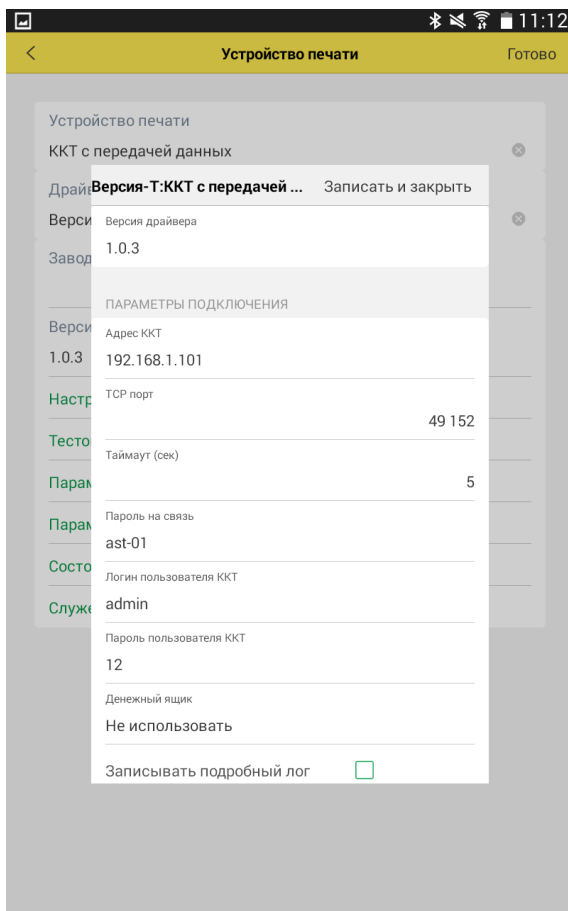 11:12
Устройство печати Готово
Устройство печати
ККТ с передачей данных
Версия-Т:ККТ с передачей ... Записать и закрыть
Версия драйвера
1.0.3
Завод
ПАРАМЕТРЫ ПОДКЛЮЧЕНИЯ
Верси
Адрес ККТ
1.0.3
192.168.1.101
TCP порт
Настр
49 152
Тесто
Таймаут (сек)
Парам
5
Парам
Пароль на связь
ast-01
Состо
Логин пользователя ККТ
Служе
admin
Пароль пользователя ККТ
12
Денежный ящик
Не использовать
Записывать подробный лог